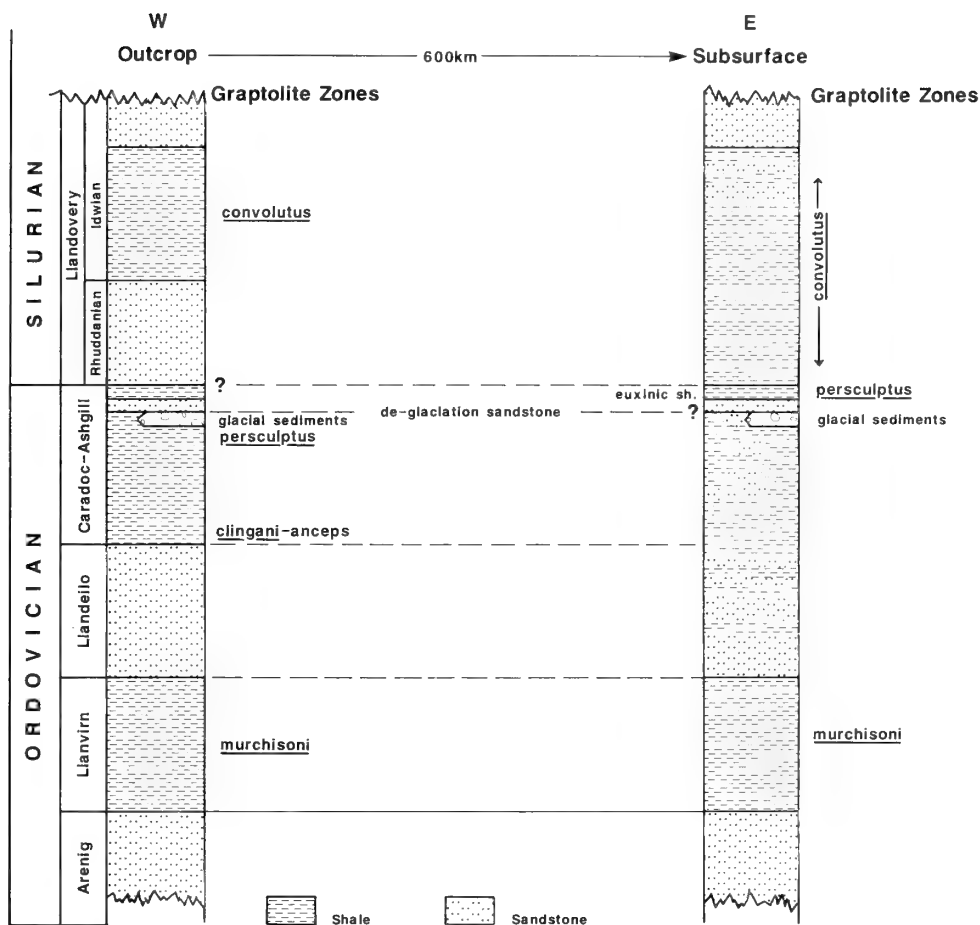 W
E
Outcrop
600km
Subsurface
Graptolite Zones
Graptolite Zones
SILURIAN
Llandovery
Idwian
Rhuddanian
convolutus
convolutus
?
euxinic sh.
persculptus
de-glaciation sandstone
?
glacial sediments
glacial sediments
persculptus
ORDOVICIAN
Caradoc-Ashgill
clingani-anceps
Llandeilo
Llanvirn
murchisoni
murchisoni
Arenig
Shale
Sandstone